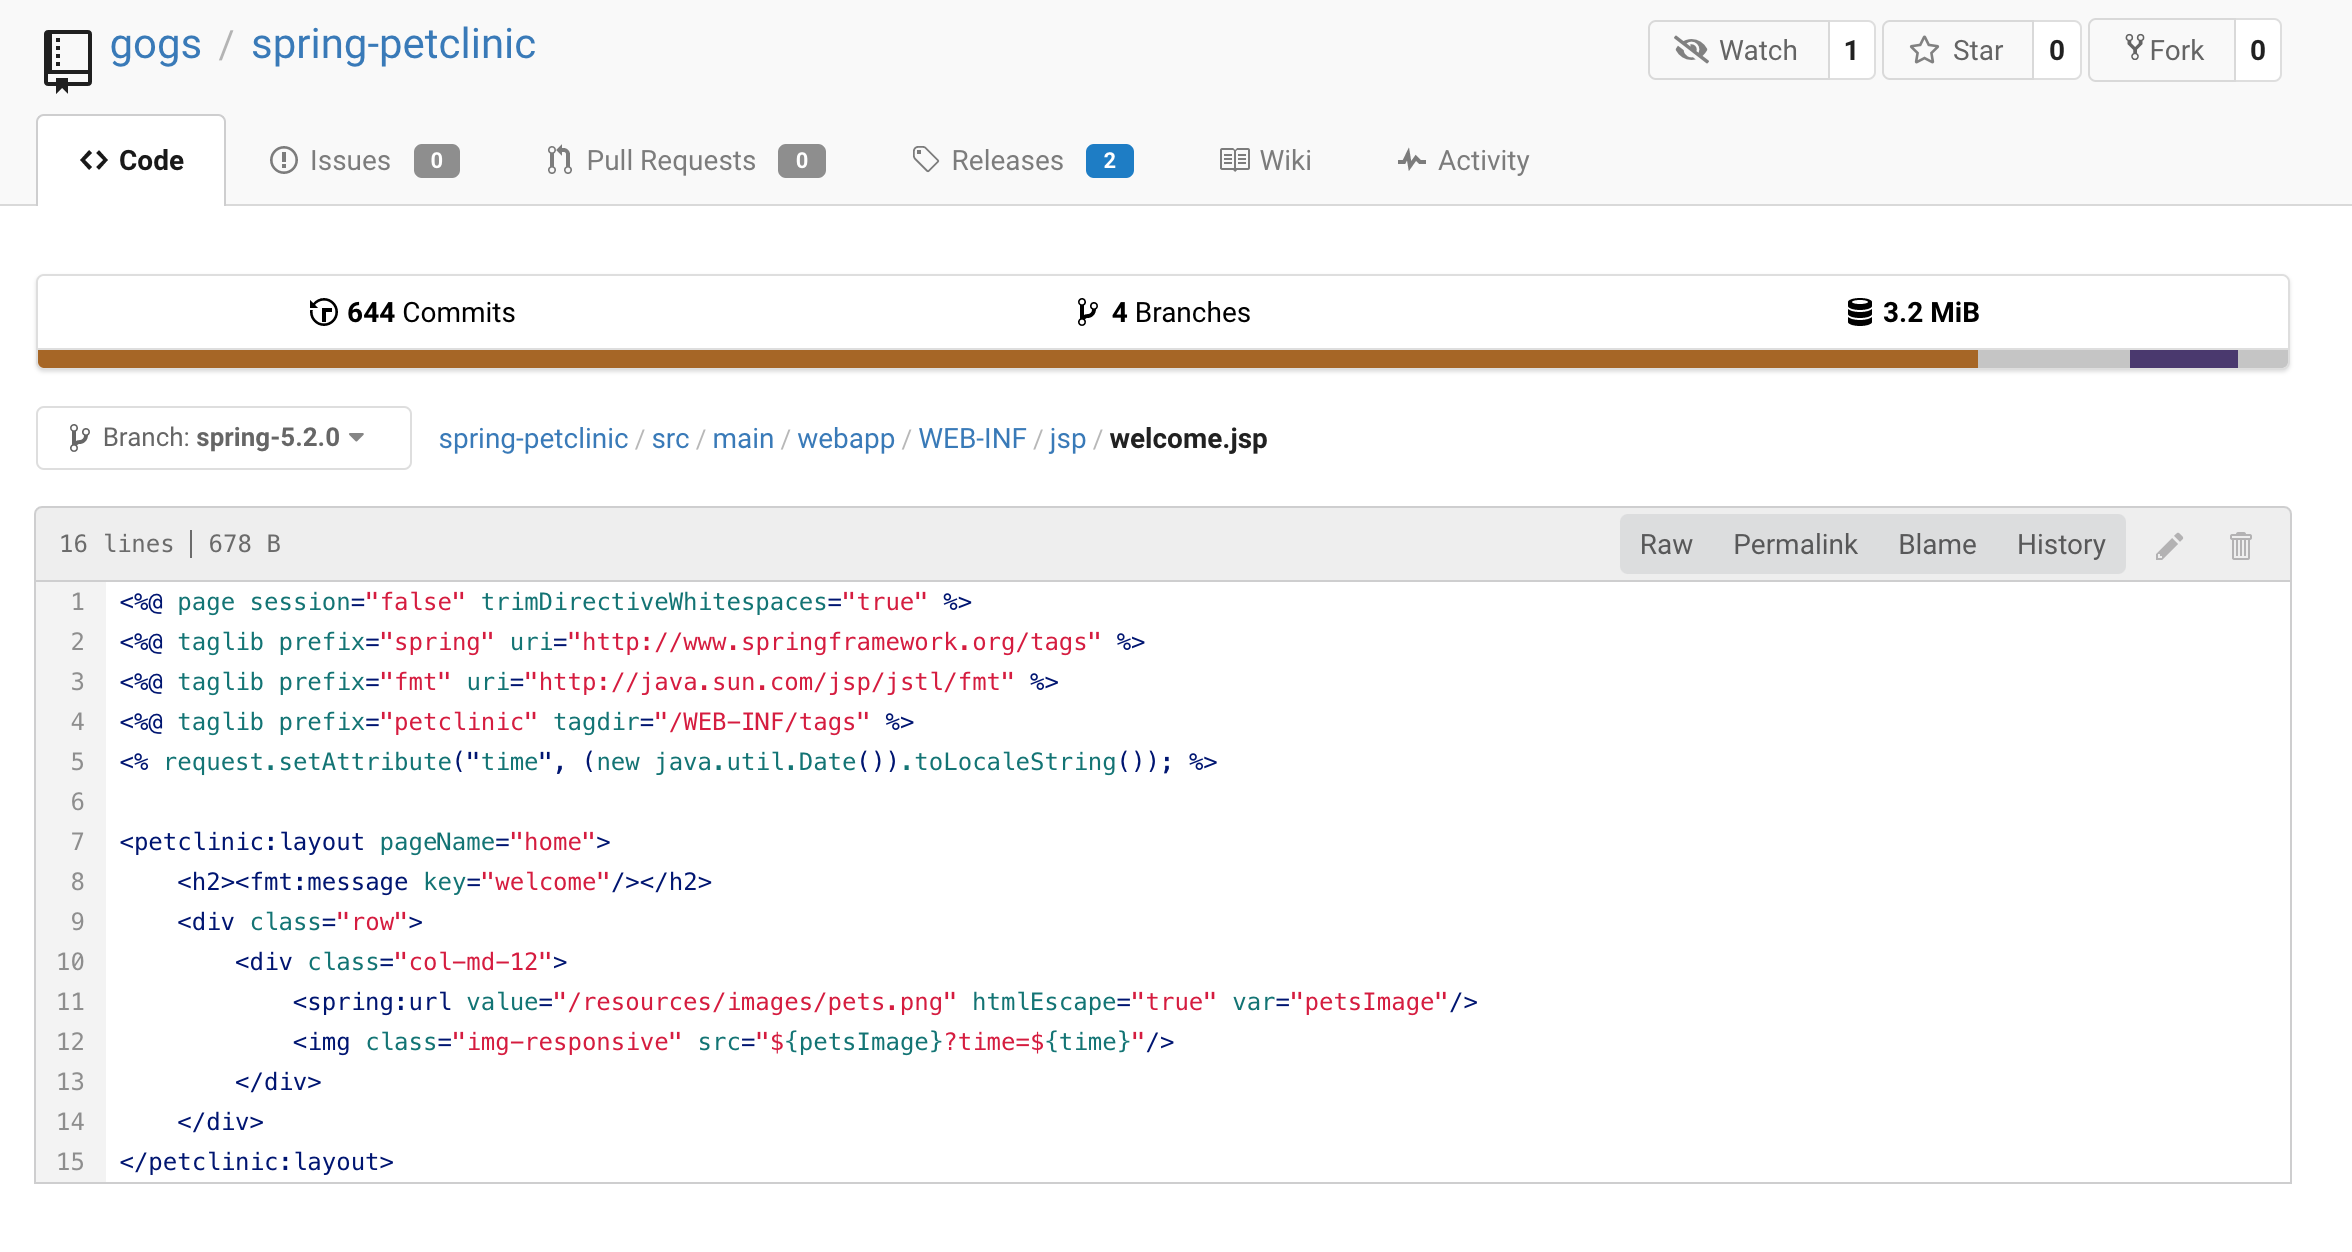 gogs / spring-petclinic
Watch 1 Star 0 Fork 0
Code Issues 0 Pull Requests 0 Releases 2 Wiki Activity
644 Commits 4 Branches 3.2 MiB
Branch: spring-5.2.0 spring-petclinic / src / main / webapp / WEB-INF / jsp / welcome.jsp
16 lines | 678 B Raw Permalink Blame History
1 <%@ page session="false" trimDirectiveWhitespaces="true" %>
2 <%@ taglib prefix="spring" uri="http://www.springframework.org/tags" %>
3 <%@ taglib prefix="fmt" uri="http://java.sun.com/jsp/jstl/fmt" %>
4 <%@ taglib prefix="petclinic" tagdir="/WEB-INF/tags" %>
5 <% request.setAttribute("time", (new java.util.Date()).toLocaleString()); %>
6
7 <petclinic:layout pageName="home">
8     <h2><fmt:message key="welcome"/></h2>
9     <div class="row">
10         <div class="col-md-12">
11             <spring:url value="/resources/images/pets.png" htmlEscape="true" var="petsImage"/>
12             <img class="img-responsive" src="${petsImage}?time=${time}"/>
13         </div>
14     </div>
15 </petclinic:layout>